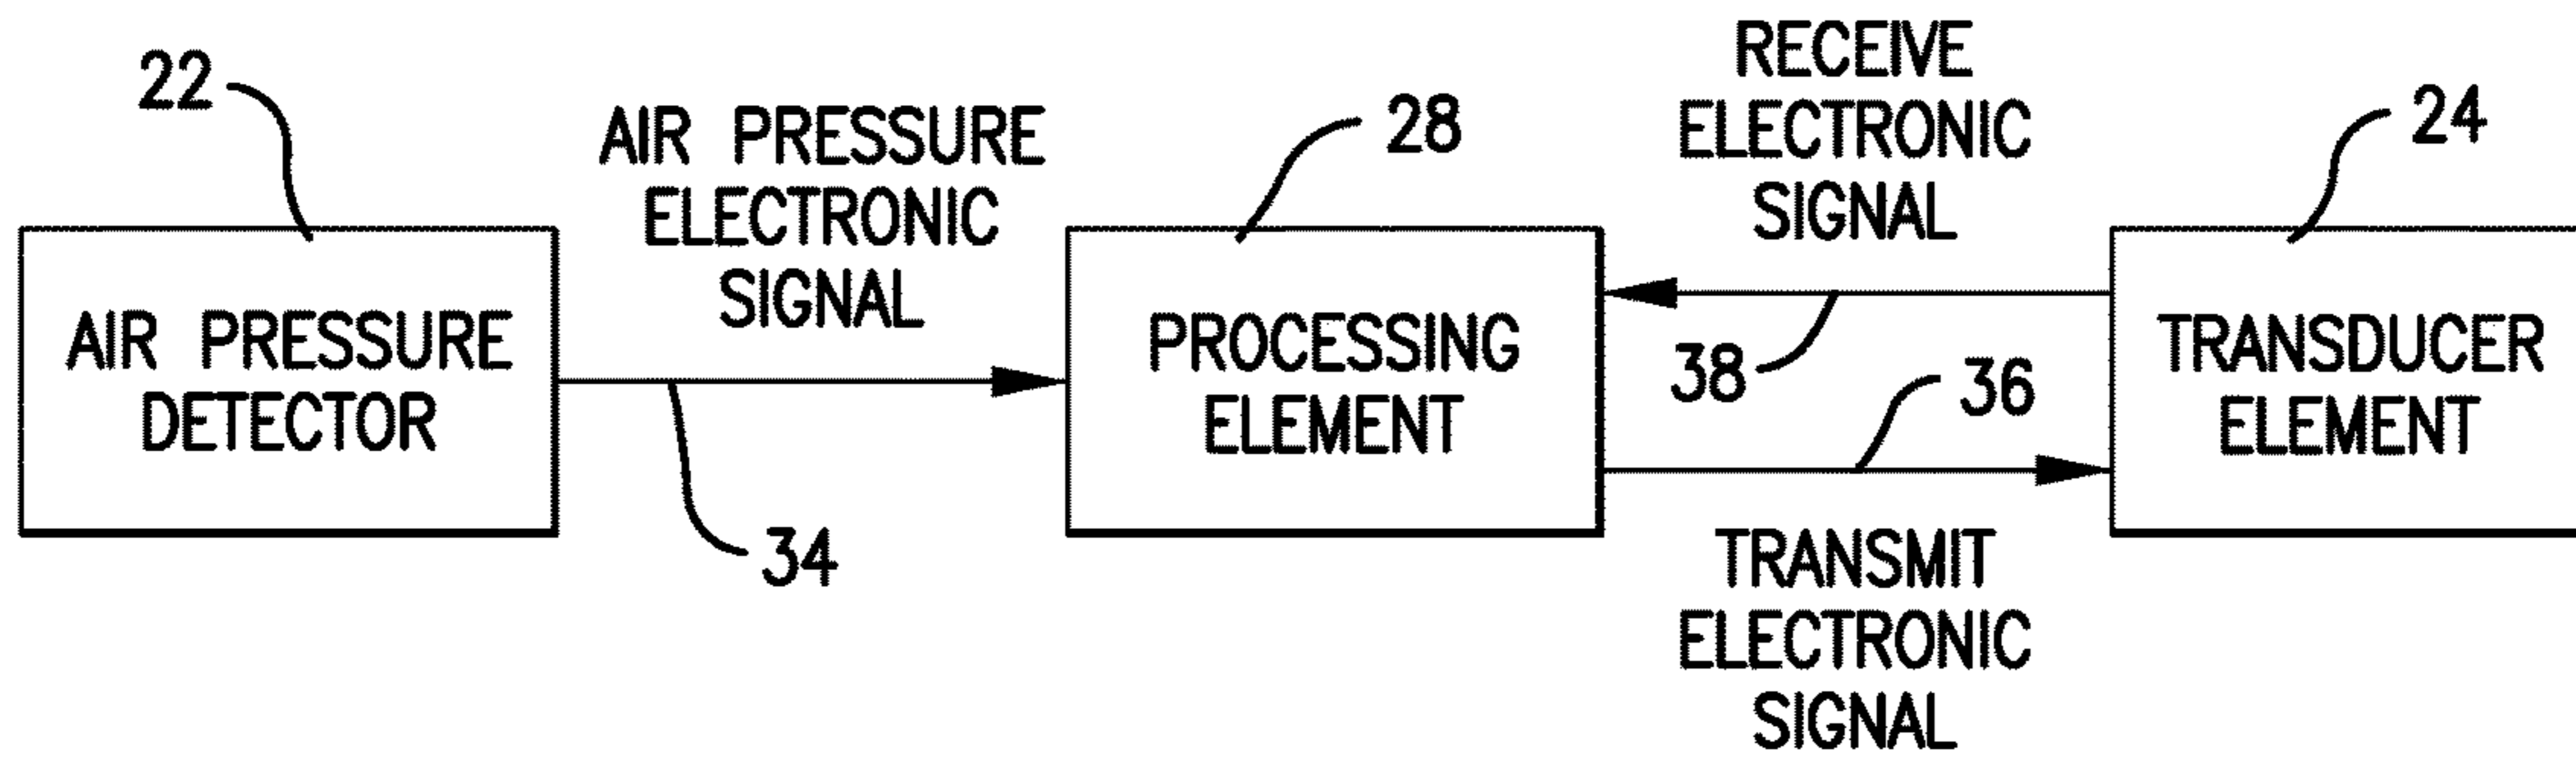 22
AIR PRESSURE
ELECTRONIC
SIGNAL
28
RECEIVE
ELECTRONIC
SIGNAL
24
AIR PRESSURE
DETECTOR
PROCESSING
ELEMENT
TRANSDUCER
ELEMENT
38
36
34
TRANSMIT
ELECTRONIC
SIGNAL